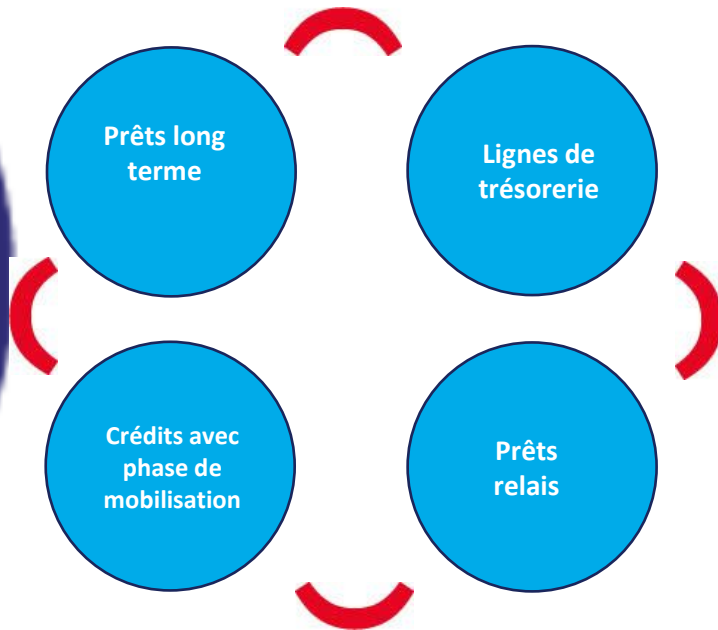 Prêts long
terme
Lignes de
trésorerie
Crédits avec
phase de
mobilisation
Prêts
relais